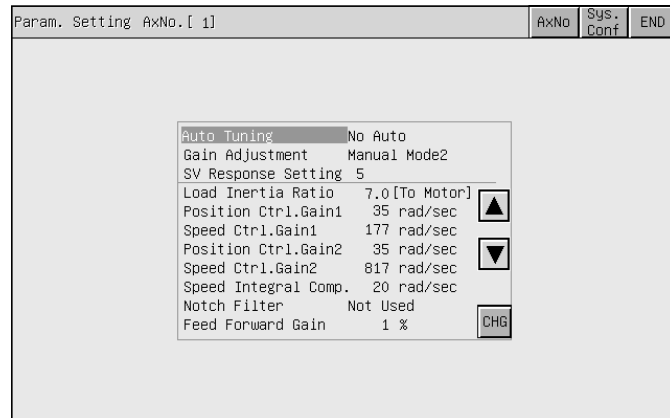 Param. Setting AxNo.[ 1]
AxNo
Sys.
Conf
END
Auto Tuning No Auto
Gain Adjustment Manual Mode2
SV Response Setting 5
Load Inertia Ratio 7.0[To Motor]
Position Ctrl.Gain1 35 rad/sec
Speed Ctrl.Gain1 177 rad/sec
Position Ctrl.Gain2 35 rad/sec
Speed Ctrl.Gain2 817 rad/sec
Speed Integral Comp. 20 rad/sec
Notch Filter Not Used
Feed Forward Gain 1 %
CHG